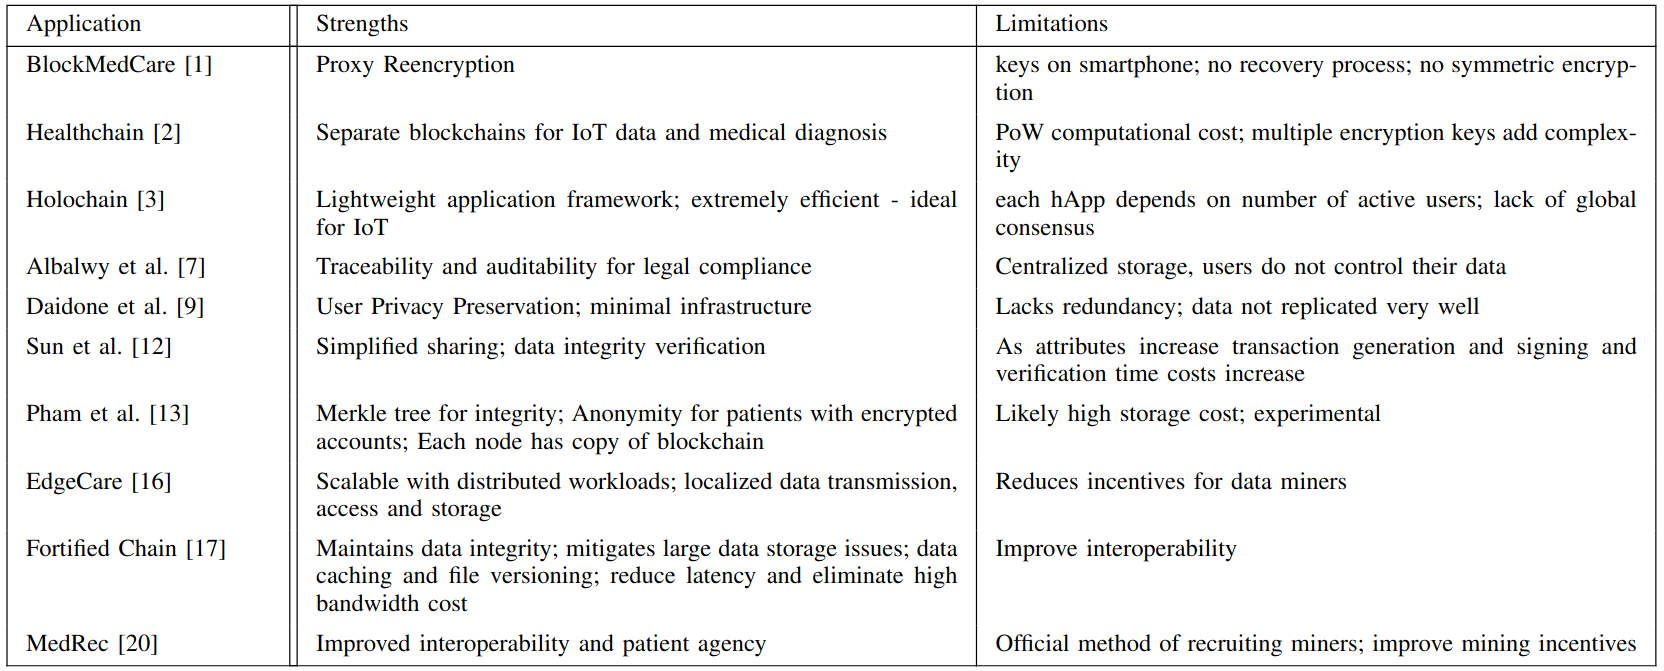 Application Strengths Limitations
BlockMedCare [1] Proxy Reencryption keys on smartphone; no recovery process; no symmetric encryp-
tion
Healthchain [2] Separate blockchains for IoT data and medical diagnosis PoW computational cost; multiple encryption keys add complex-
ity
Holochain [3] Lightweight application framework; extremely efficient - ideal each hApp depends on number of active users; lack of global
for IoT consensus
Albalwy et al. [7] Traceability and auditability for legal compliance Centralized storage, users do not control their data
Daidone et al. [9] User Privacy Preservation; minimal infrastructure Lacks redundancy; data not replicated very well
Sun et al. [12] Simplified sharing; data integrity verification As attributes increase transaction generation and signing and
verification time costs increase
Pham et al. [13] Merkle tree for integrity; Anonymity for patients with encrypted Likely high storage cost; experimental
accounts; Each node has copy of blockchain
EdgeCare [16] Scalable with distributed workloads; localized data transmission, Reduces incentives for data miners
access and storage
Fortified Chain [17] Maintains data integrity; mitigates large data storage issues; data Improve interoperability
caching and file versioning; reduce latency and eliminate high
bandwidth cost
MedRec [20] Improved interoperability and patient agency Official method of recruiting miners; improve mining incentives